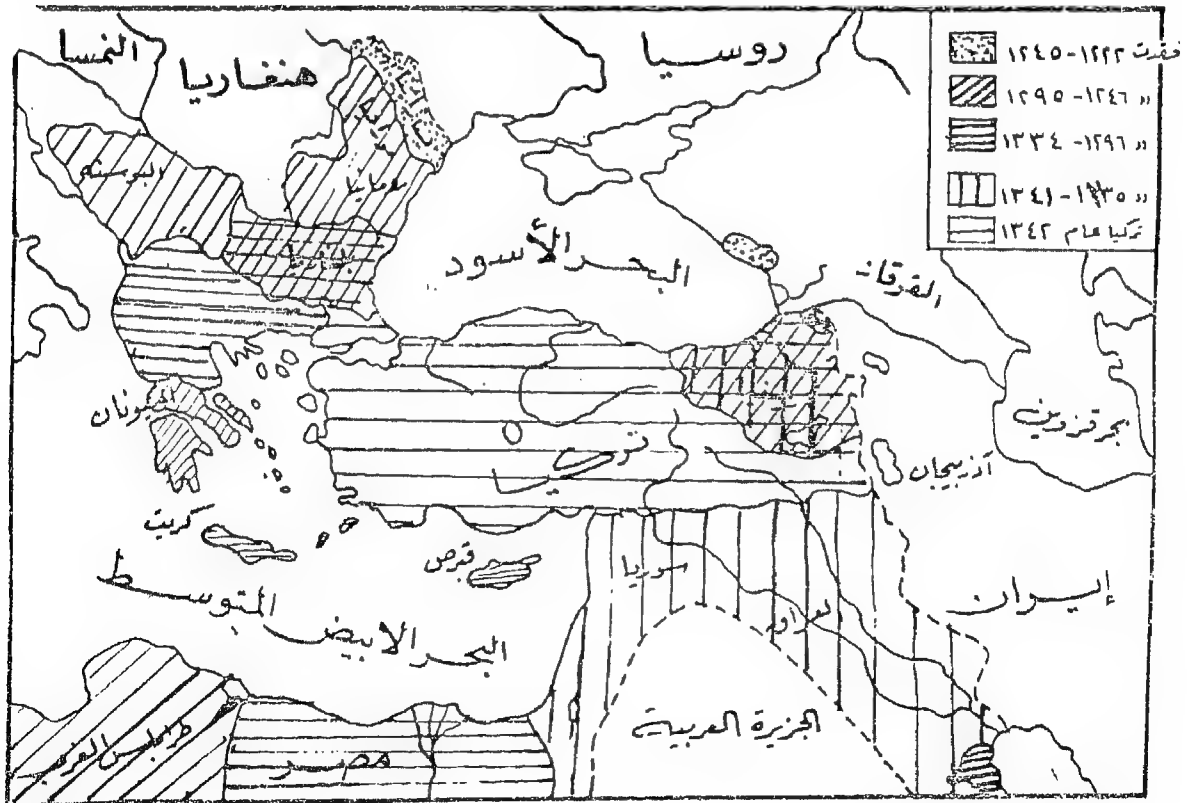 فقدت ١٢٢٢-١٢٤٥
" ١٢٤٦-١٢٩٥
" ١٢٩٦-١٣٣٤
" ١٣٣٥-١٣٤١
تركيا عام ١٣٤٢
النمسا
هنغاريا
روسيا
البوسنة
رومانيا
البحر الأسود
القوقاز
بحر قزوين
اليونان
تركيا
آذربيجان
كريت
قبرص
سوريا
إيران
البحر الابيض المتوسط
العراق
الجزيرة العربية
طرابلس الغرب
مصر